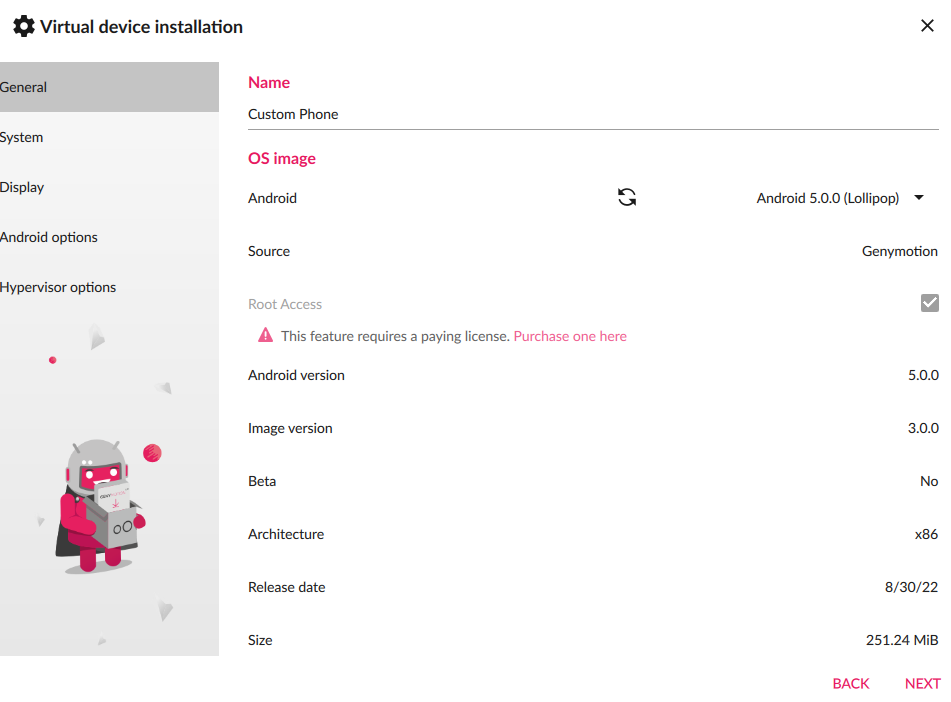 Virtual device installation
General
System
Display
Android options
Hypervisor options
Name
Custom Phone
OS image
Android Android 5.0.0 (Lollipop)
Source Genymotion
Root Access
This feature requires a paying license. Purchase one here
Android version 5.0.0
Image version 3.0.0
Beta No
Architecture x86
Release date 8/30/22
Size 251.24 MiB
BACK NEXT